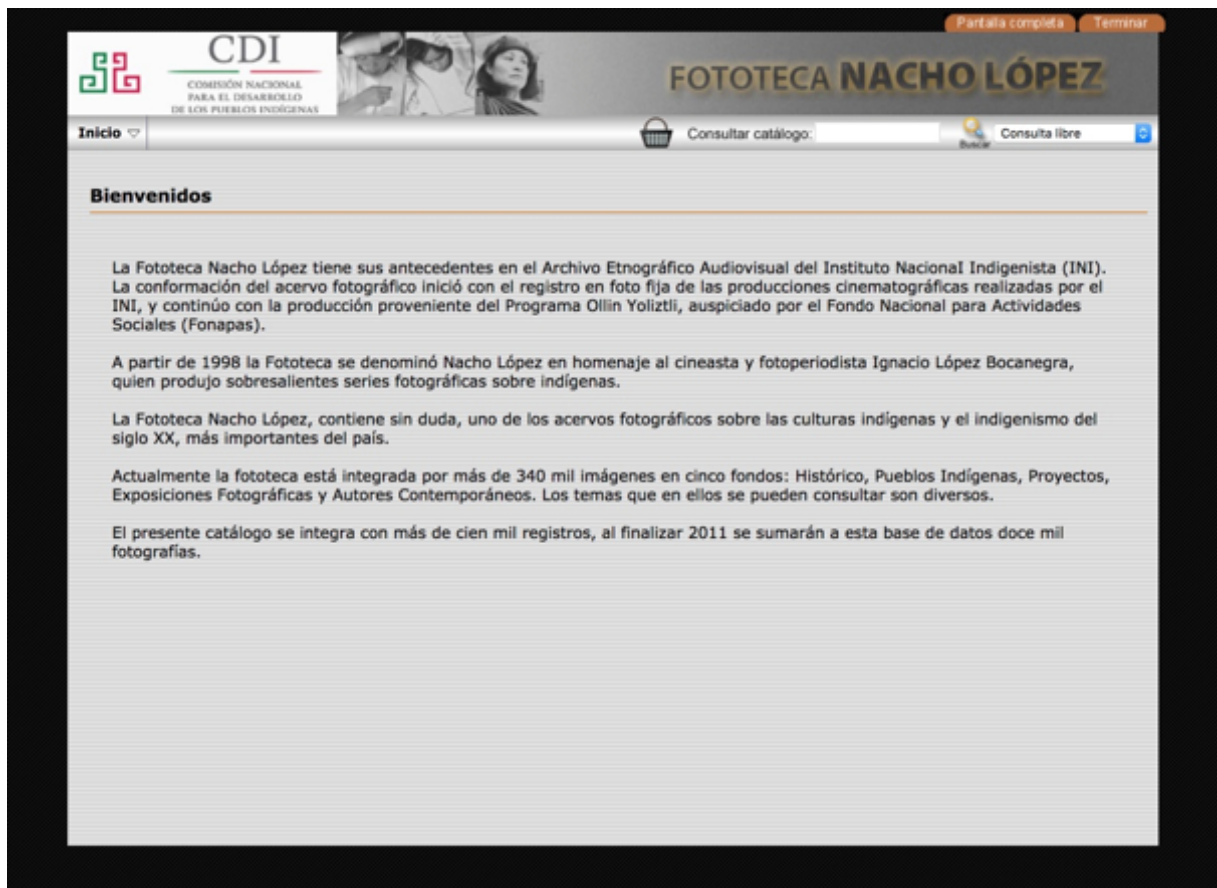 Pantalla completa
Terminar
CDI
COMISIÓN NACIONAL
PARA EL DESARROLLO
DE LOS PUEBLOS INDÍGENAS
FOTOTECA NACHO LÓPEZ
Inicio
Consultar catálogo:
Buscar
Consulta libre
Bienvenidos
La Fototeca Nacho López tiene sus antecedentes en el Archivo Etnográfico Audiovisual del Instituto Nacional Indigenista (INI).
La conformación del acervo fotográfico inició con el registro en foto fija de las producciones cinematográficas realizadas por el
INI, y continúo con la producción proveniente del Programa Ollin Yoliztli, auspiciado por el Fondo Nacional para Actividades
Sociales (Fonapas).
A partir de 1998 la Fototeca se denominó Nacho López en homenaje al cineasta y fotoperiodista Ignacio López Bocanegra,
quien produjo sobresalientes series fotográficas sobre indígenas.
La Fototeca Nacho López, contiene sin duda, uno de los acervos fotográficos sobre las culturas indígenas y el indigenismo del
siglo XX, más importantes del país.
Actualmente la fototeca está integrada por más de 340 mil imágenes en cinco fondos: Histórico, Pueblos Indígenas, Proyectos,
Exposiciones Fotográficas y Autores Contemporáneos. Los temas que en ellos se pueden consultar son diversos.
El presente catálogo se integra con más de cien mil registros, al finalizar 2011 se sumarán a esta base de datos doce mil
fotografías.